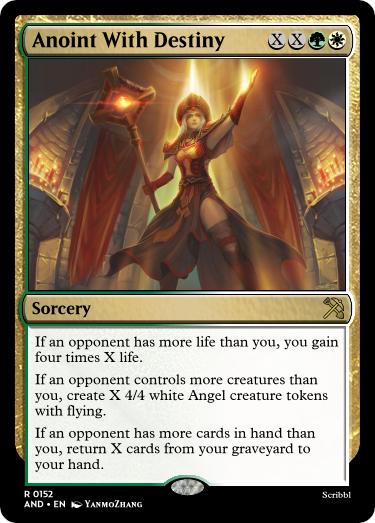 Anoint With Destiny
X X
Sorcery
If an opponent has more life than you, you gain
four times X life.
If an opponent controls more creatures than
you, create X 4/4 white Angel creature tokens
with flying.
If an opponent has more cards in hand than
you, return X cards from your graveyard to
your hand.
R 0152
AND • EN YanmoZhang
Scribbl